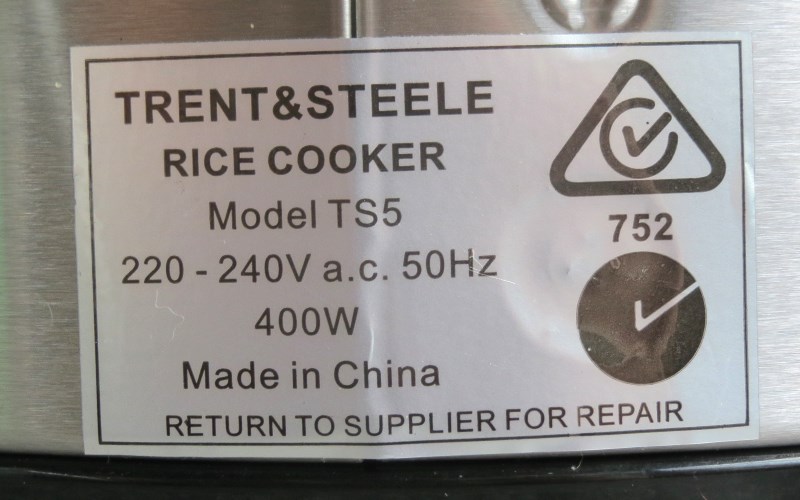 TRENT&STEELE
RICE COOKER
Model TS5
220 - 240V a.c. 50Hz
400W
Made in China
RETURN TO SUPPLIER FOR REPAIR
752